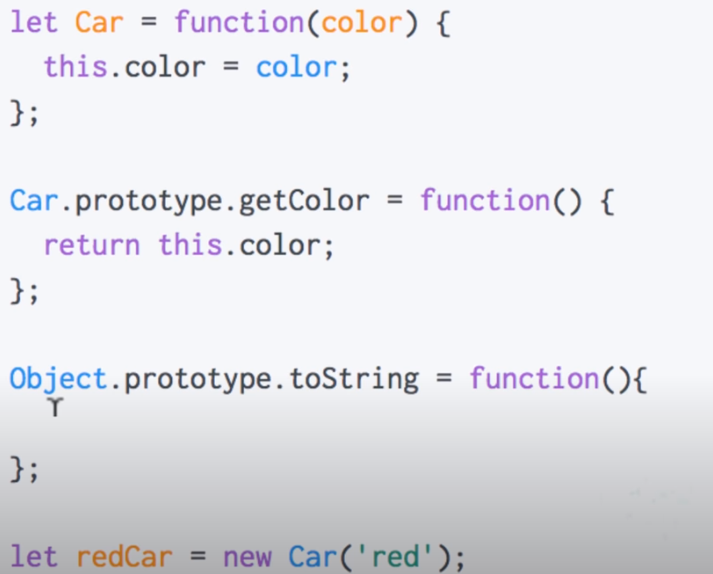 let Car = function(color) {
  this.color = color;
};

Car.prototype.getColor = function() {
  return this.color;
};

Object.prototype.toString = function(){

};

let redCar = new Car('red');